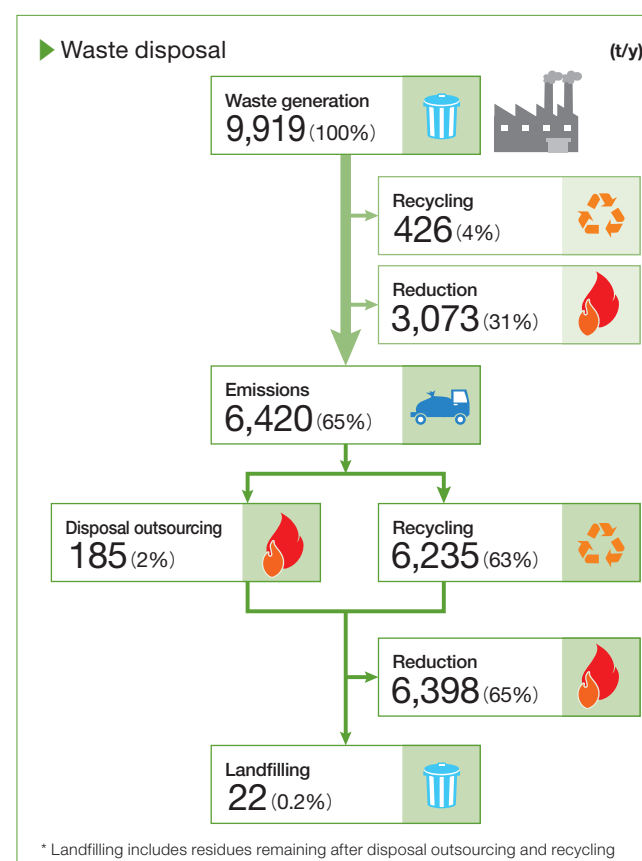 Waste disposal
(t/y)
Waste generation
9,919 (100%)
Recycling
426 (4%)
Reduction
3,073 (31%)
Emissions
6,420 (65%)
Disposal outsourcing
185 (2%)
Recycling
6,235 (63%)
Reduction
6,398 (65%)
Landfilling
22 (0.2%)
* Landfilling includes residues remaining after disposal outsourcing and recycling